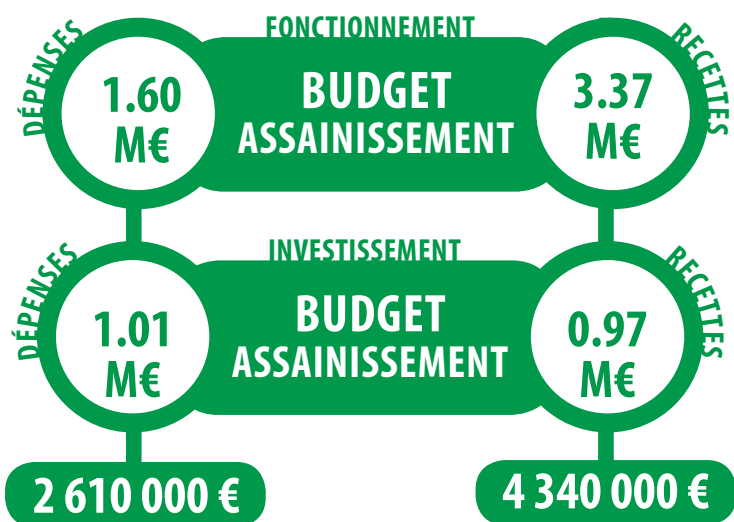 FONCTIONNEMENT
DÉPENSES
1.60
M€
BUDGET
ASSAINISSEMENT
3.37
M€
RECETTES
INVESTISSEMENT
DÉPENSES
1.01
M€
BUDGET
ASSAINISSEMENT
0.97
M€
RECETTES
2 610 000 €
4 340 000 €